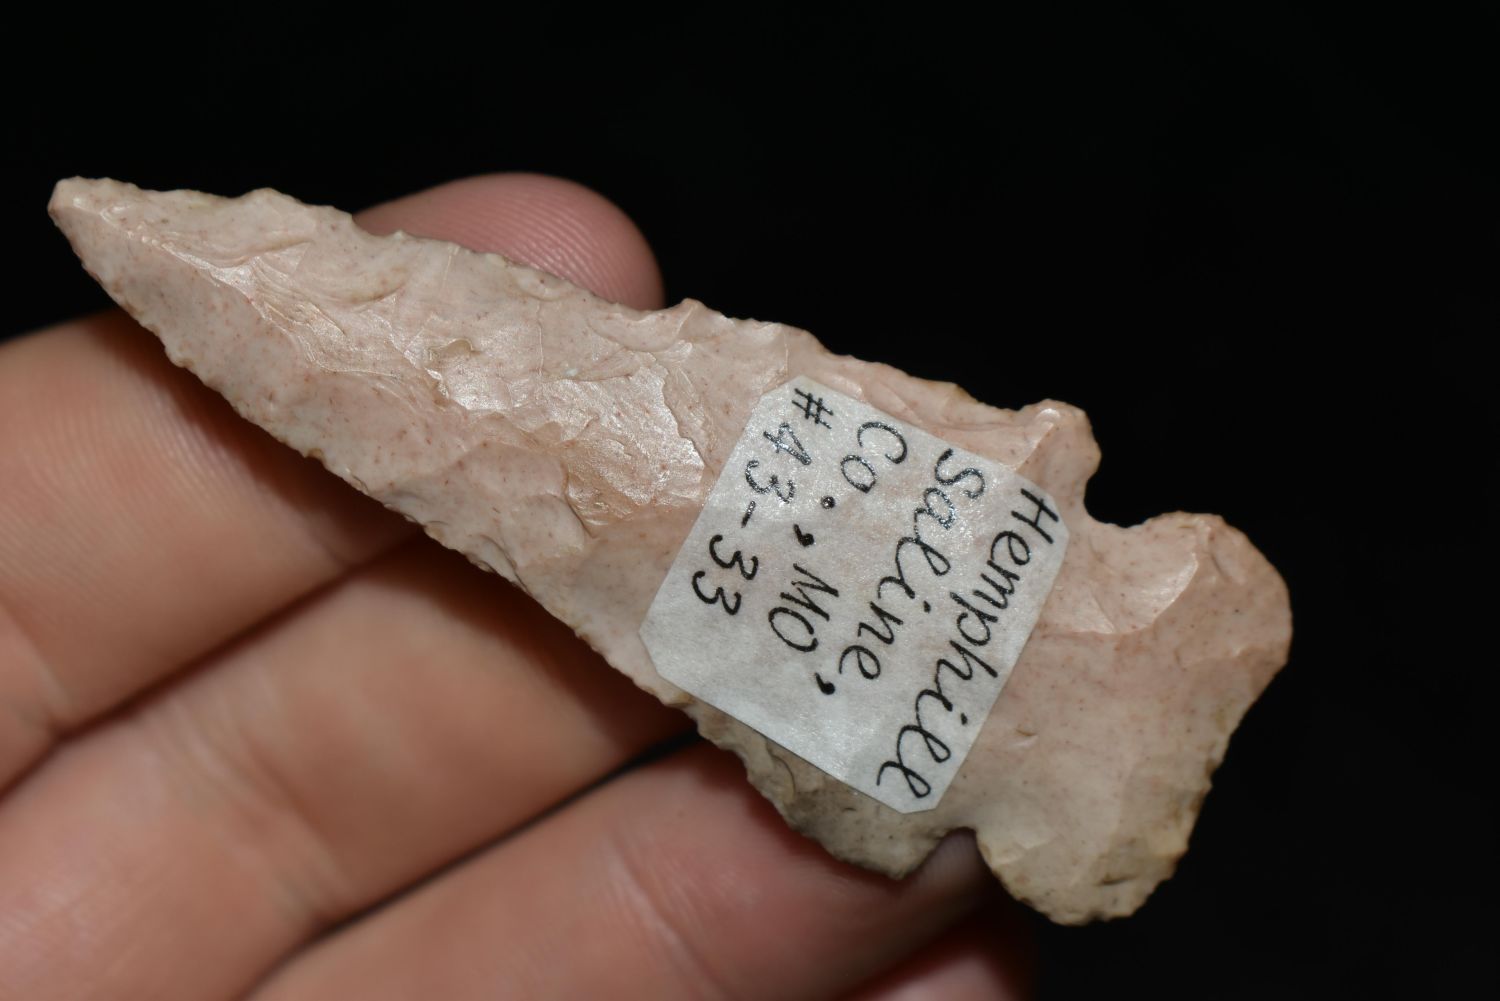 Hemphill
Saline,
Co., MO,
#43-33